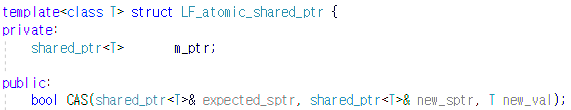 template<class T> struct LF_atomic_shared_ptr {
private:
shared_ptr<T> m_ptr;
public:
bool CAS(shared_ptr<T>& expected_sptr, shared_ptr<T>& new_sptr, T new_val);